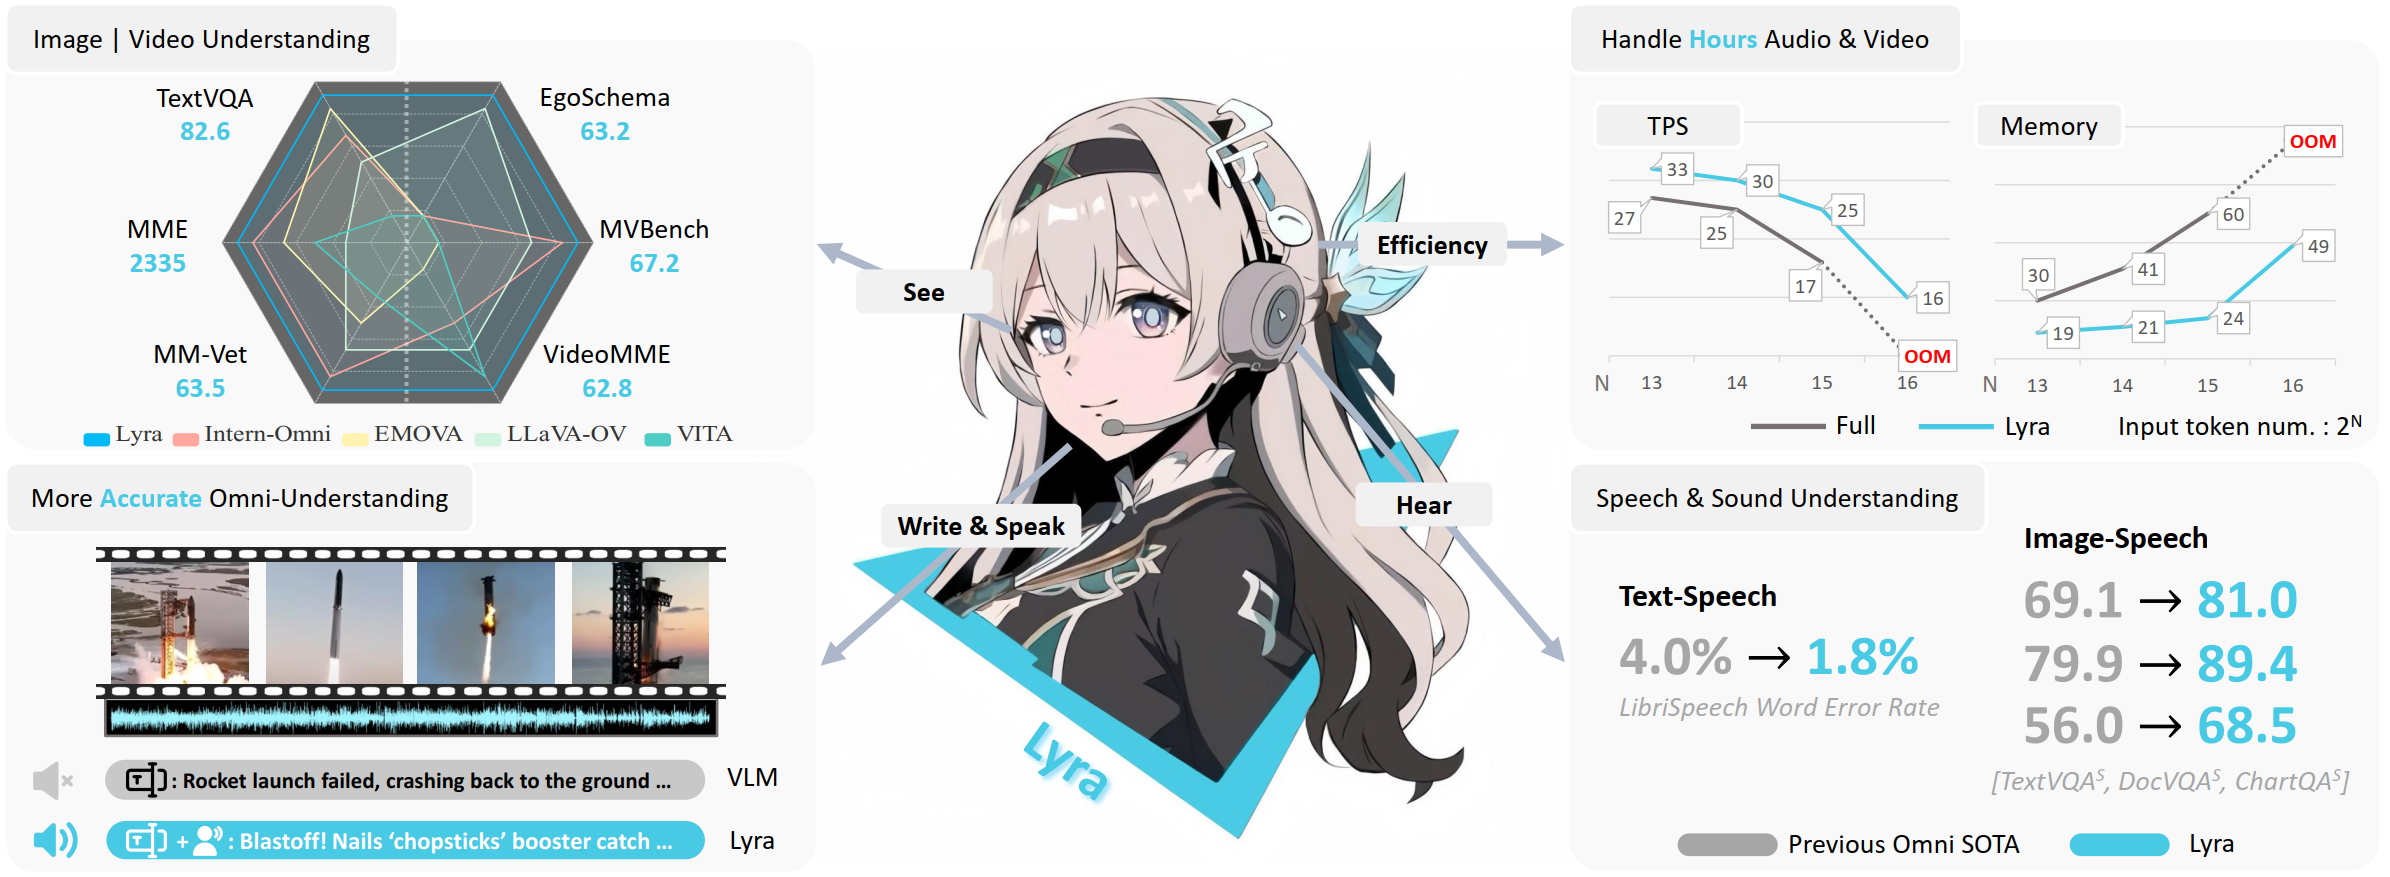 Image | Video Understanding
TextVQA
82.6
EgoSchema
63.2
MME
2335
MVBench
67.2
MM-Vet
63.5
VideoMME
62.8
Lyra Intern-Omni EMOVA LLaVA-OV VITA
More Accurate Omni-Understanding
T : Rocket launch failed, crashing back to the ground ...
VLM
T + : Blastoff! Nails ‘chopsticks’ booster catch ...
Lyra
See
Write & Speak
Efficiency
Hear
Lyra
Handle Hours Audio & Video
TPS
33
30
27
25
25
17
16
OOM
N 13 14 15 16
Memory
OOM
60
49
41
30
19
21
24
N 13 14 15 16
Full Lyra Input token num. : 2ᴺ
Speech & Sound Understanding
Text-Speech
4.0% → 1.8%
LibriSpeech Word Error Rate
Image-Speech
69.1 → 81.0
79.9 → 89.4
56.0 → 68.5
[TextVQAˢ, DocVQAˢ, ChartQAˢ]
Previous Omni SOTA Lyra